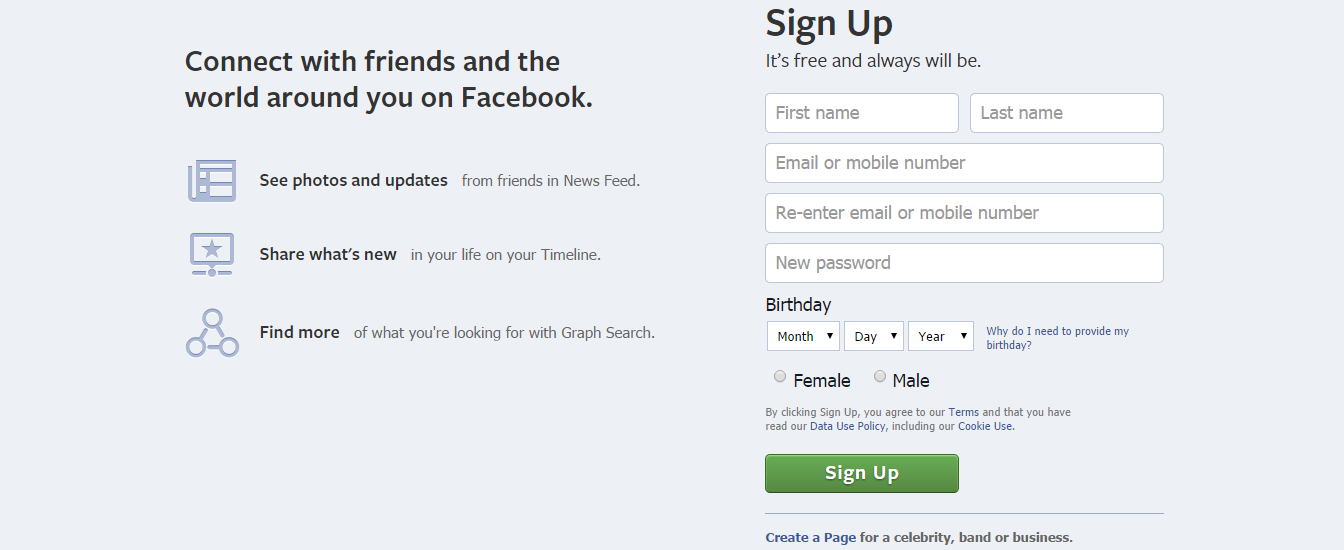 Connect with friends and the
world around you on Facebook.
See photos and updates from friends in News Feed.
Share what's new in your life on your Timeline.
Find more of what you're looking for with Graph Search.
Sign Up
It's free and always will be.
First name Last name
Email or mobile number
Re-enter email or mobile number
New password
Birthday
Month Day Year Why do I need to provide my
birthday?
Female Male
By clicking Sign Up, you agree to our Terms and that you have
read our Data Use Policy, including our Cookie Use.
Sign Up
Create a Page for a celebrity, band or business.